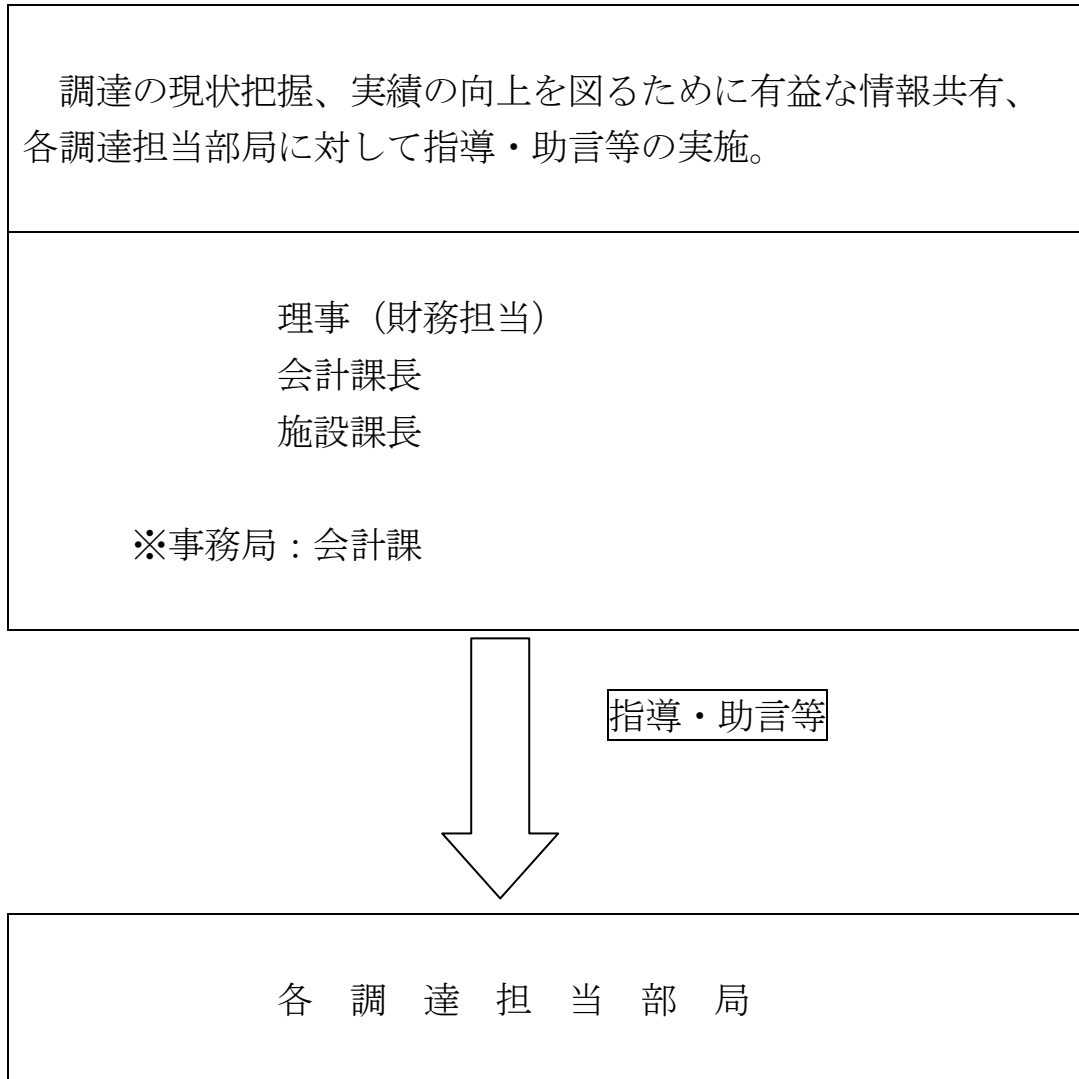 調達の現状把握、実績の向上を図るために有益な情報共有、
各調達担当部局に対して指導・助言等の実施。
理事（財務担当）
会計課長
施設課長
※事務局：会計課
指導・助言等
各　調　達　担　当　部　局